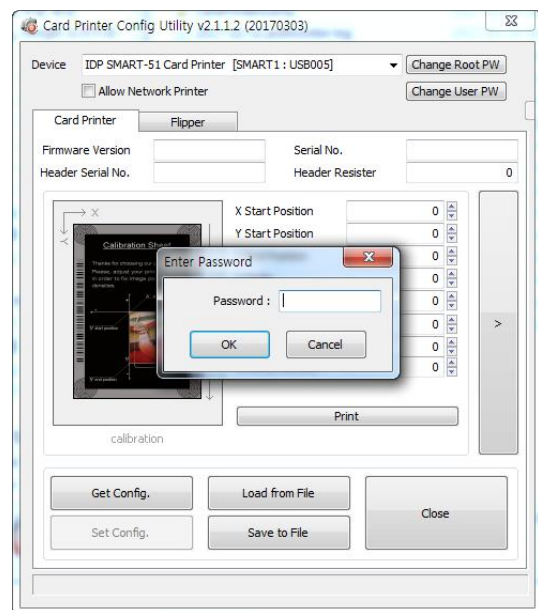 Card Printer Config Utility v2.1.1.2 (20170303)
Device IDP SMART-51 Card Printer [SMART1 : USB005] Change Root PW
Allow Network Printer Change User PW
Card Printer Flipper
Firmware Version Serial No.
Header Serial No. Header Resister 0
X X Start Position 0
Y Y Start Position 0
Calibration Sheet
Enter Password
0
0
Password :
0
OK Cancel
0
>
0
0
Print
calibration
Get Config. Load from File
Close
Set Config. Save to File